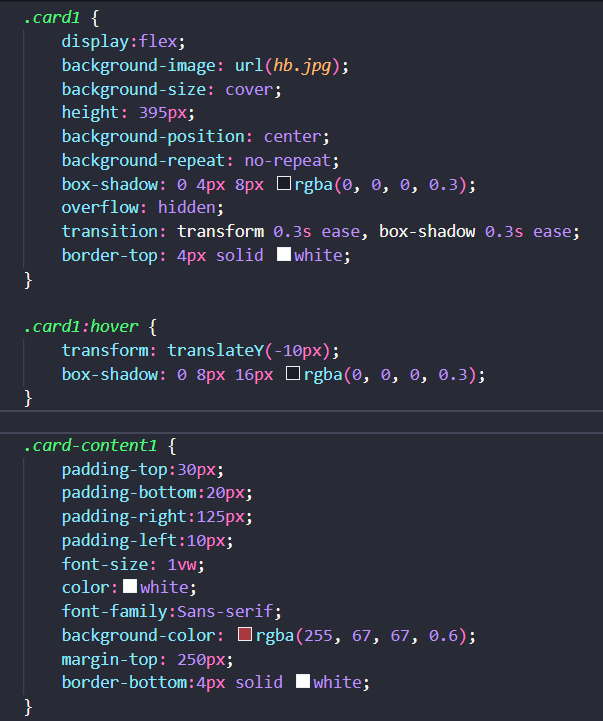 .card1 {
    display:flex;
    background-image: url(hb.jpg);
    background-size: cover;
    height: 395px;
    background-position: center;
    background-repeat: no-repeat;
    box-shadow: 0 4px 8px rgba(0, 0, 0, 0.3);
    overflow: hidden;
    transition: transform 0.3s ease, box-shadow 0.3s ease;
    border-top: 4px solid white;
}

.card1:hover {
    transform: translateY(-10px);
    box-shadow: 0 8px 16px rgba(0, 0, 0, 0.3);
}

.card-content1 {
    padding-top:30px;
    padding-bottom:20px;
    padding-right:125px;
    padding-left:10px;
    font-size: 1vw;
    color:white;
    font-family:Sans-serif;
    background-color: rgba(255, 67, 67, 0.6);
    margin-top: 250px;
    border-bottom:4px solid white;
}